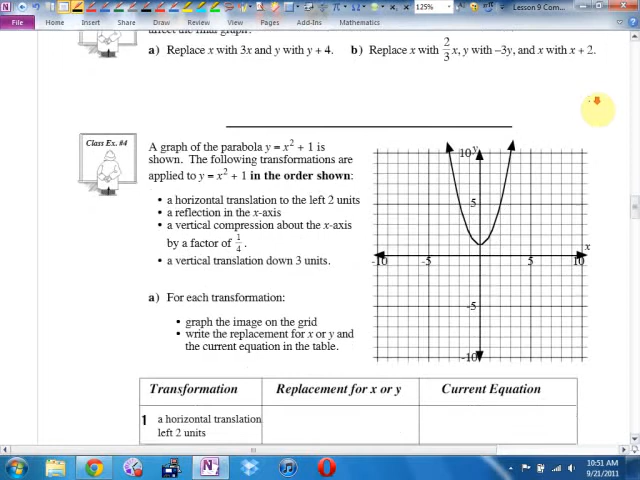 125%
Lesson 9 Com
File
Home
Insert
Share
Draw
Review
View
Pages
Add-Ins
Mathematics
affect the final graph?
a) Replace x with 3x and y with y + 4.
b) Replace x with 2/3 x, y with –3y, and x with x + 2.
Class Ex. #4
A graph of the parabola y = x² + 1 is
shown. The following transformations are
applied to y = x² + 1 in the order shown:
• a horizontal translation to the left 2 units
• a reflection in the x-axis
• a vertical compression about the x-axis
by a factor of 1/4.
• a vertical translation down 3 units.
a) For each transformation:
• graph the image on the grid
• write the replacement for x or y and
the current equation in the table.
10 y
5
x
-10 -5 5 10
-5
-10
Transformation Replacement for x or y Current Equation
1 a horizontal translation
left 2 units
10:51 AM
9/21/2011